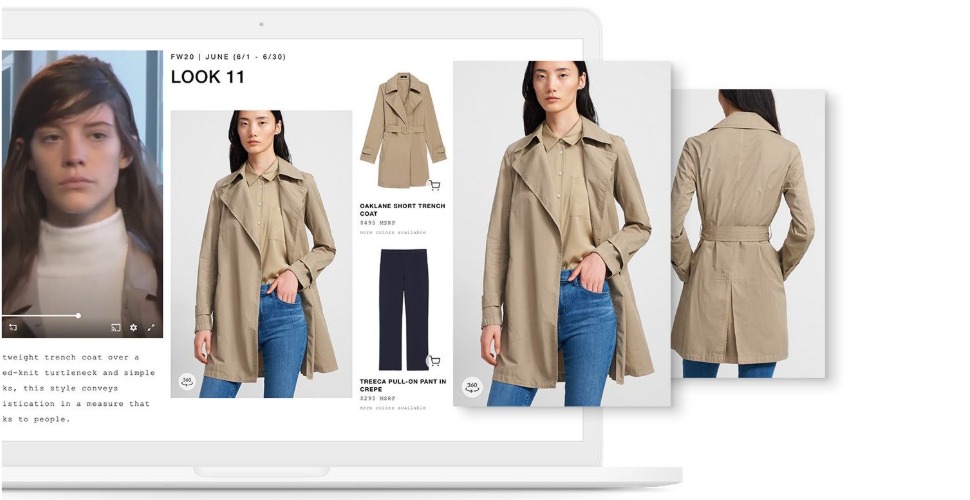 FW20 | JUNE (6/1 - 6/30)
LOOK 11
tweight trench coat over a
ed-knit turtleneck and simple
ks, this style conveys
istication in a measure that
ks to people.
360
OAKLANE SHORT TRENCH
COAT
$495 MSRP
more colors available
TREECA PULL-ON PANT IN
CREPE
$295 MSRP
more colors available
360